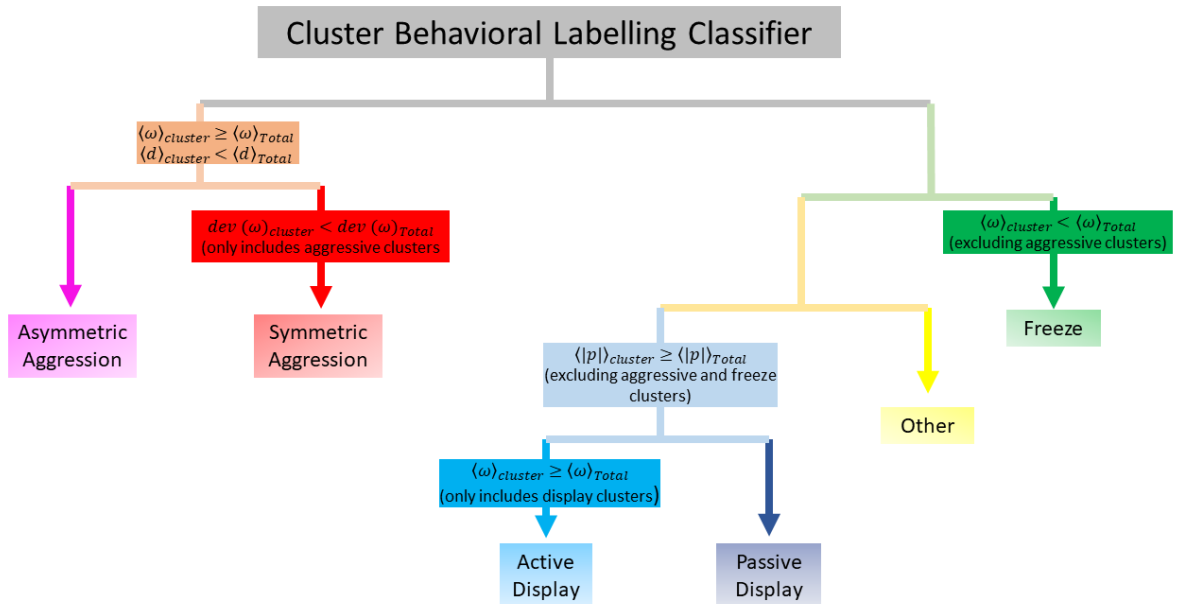 Cluster Behavioral Labelling Classifier
⟨ω⟩cluster ≥ ⟨ω⟩Total
⟨d⟩cluster < ⟨d⟩Total
dev (ω)cluster < dev (ω)Total
(only includes aggressive clusters
⟨ω⟩cluster < ⟨ω⟩Total
(excluding aggressive clusters)
Asymmetric
Aggression
Symmetric
Aggression
Freeze
⟨|p|⟩cluster ≥ ⟨|p|⟩Total
(excluding aggressive and freeze
clusters)
Other
⟨ω⟩cluster ≥ ⟨ω⟩Total
(only includes display clusters)
Active
Display
Passive
Display